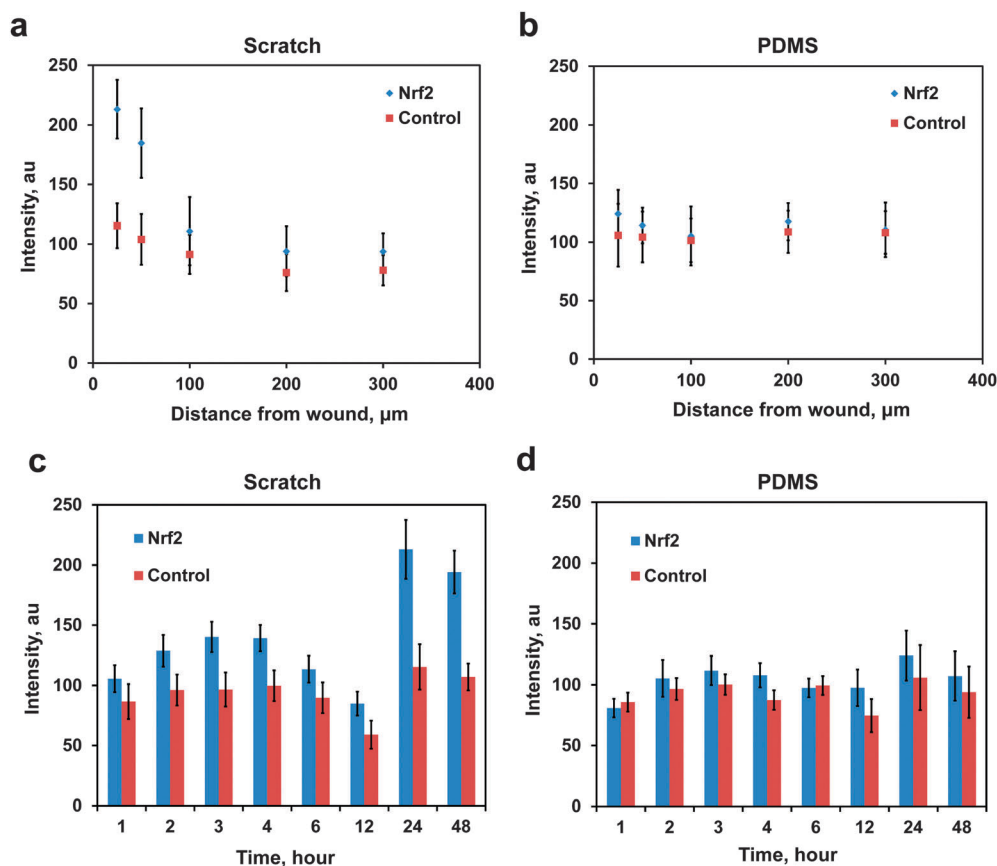 a
Scratch
250
200
150
100
50
0
Intensity, au
Nrf2
Control
0 100 200 300 400
Distance from wound, µm
b
PDMS
250
200
150
100
50
0
Intensity, au
Nrf2
Control
0 100 200 300 400
Distance from wound, µm
c
Scratch
250
200
150
100
50
0
Intensity, au
Nrf2
Control
1 2 3 4 6 12 24 48
Time, hour
d
PDMS
250
200
150
100
50
0
Intensity, au
Nrf2
Control
1 2 3 4 6 12 24 48
Time, hour